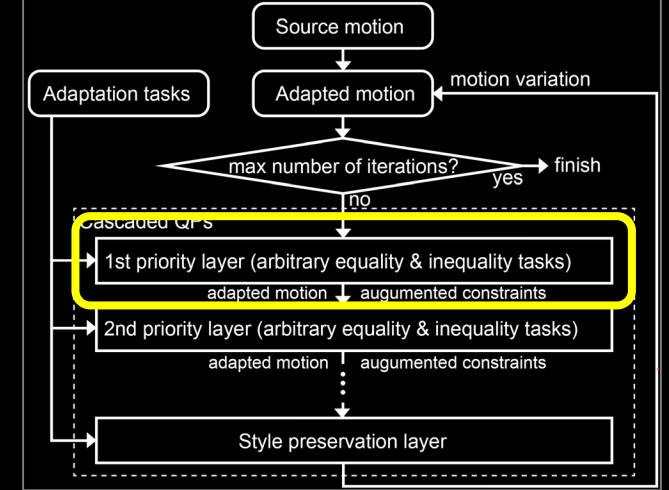 Source motion
Adaptation tasks
Adapted motion
motion variation
max number of iterations?
yes
finish
no
Cascaded QPs
1st priority layer (arbitrary equality & inequality tasks)
adapted motion augumented constraints
2nd priority layer (arbitrary equality & inequality tasks)
adapted motion augumented constraints
Style preservation layer